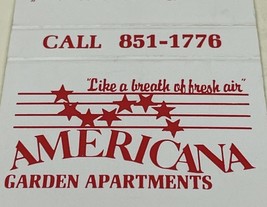 CALL 851-1776
"Like a breath of fresh air"
AMERICANA
GARDEN APARTMENTS